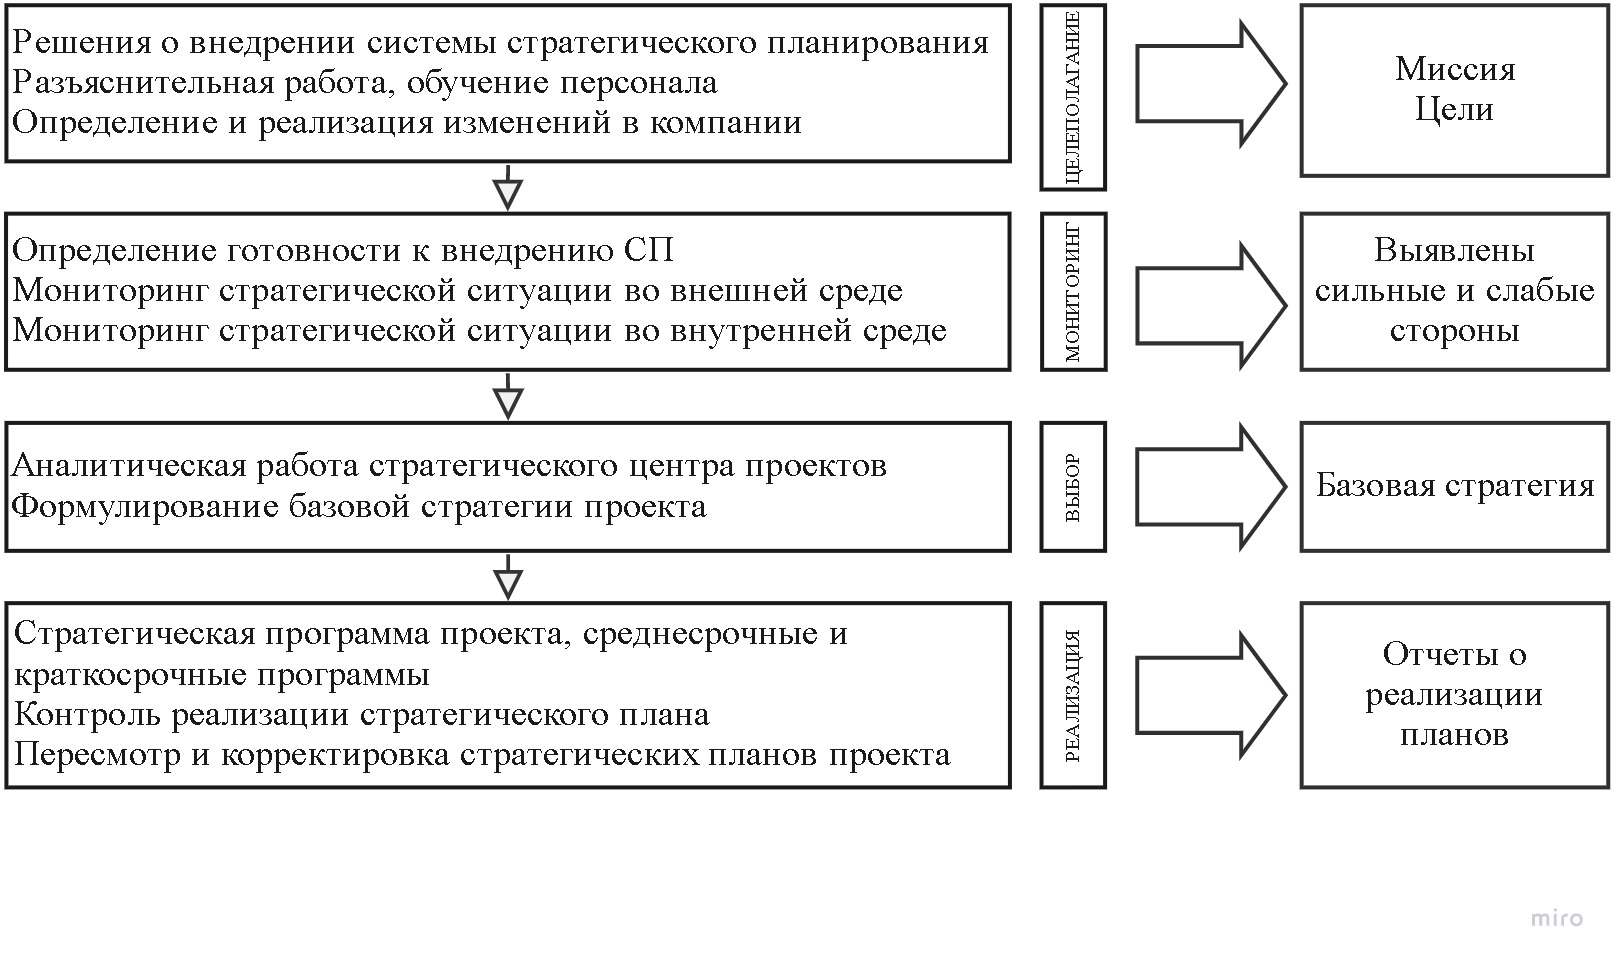 Решения о внедрении системы стратегического планирования
Разъяснительная работа, обучение персонала
Определение и реализация изменений в компании
ЦЕЛЕПОЛАГАНИЕ
Миссия
Цели
Определение готовности к внедрению СП
Мониторинг стратегической ситуации во внешней среде
Мониторинг стратегической ситуации во внутренней среде
МОНИТОРИНГ
Выявлены
сильные и слабые
стороны
Аналитическая работа стратегического центра проектов
Формулирование базовой стратегии проекта
ВЫБОР
Базовая стратегия
Стратегическая программа проекта, среднесрочные и
краткосрочные программы
Контроль реализации стратегического плана
Пересмотр и корректировка стратегических планов проекта
РЕАЛИЗАЦИЯ
Отчеты о
реализации
планов
miro